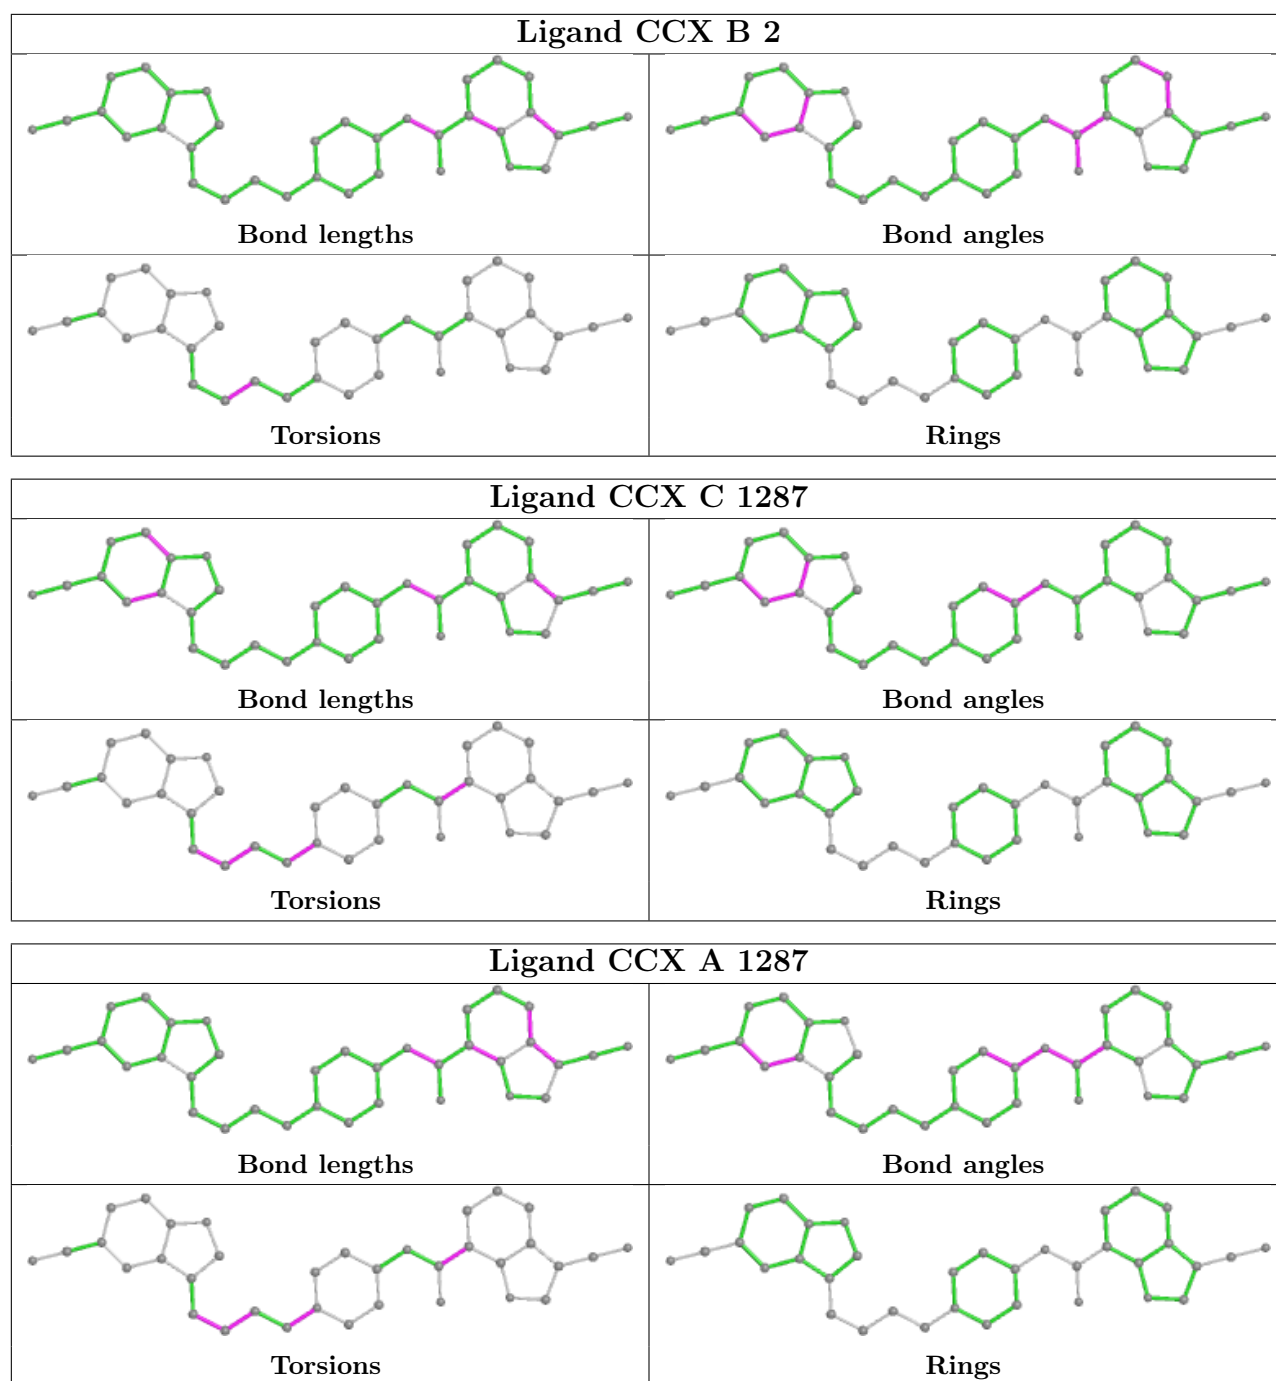 Ligand CCX B 2
Bond lengths
Bond angles
Torsions
Rings
Ligand CCX C 1287
Bond lengths
Bond angles
Torsions
Rings
Ligand CCX A 1287
Bond lengths
Bond angles
Torsions
Rings